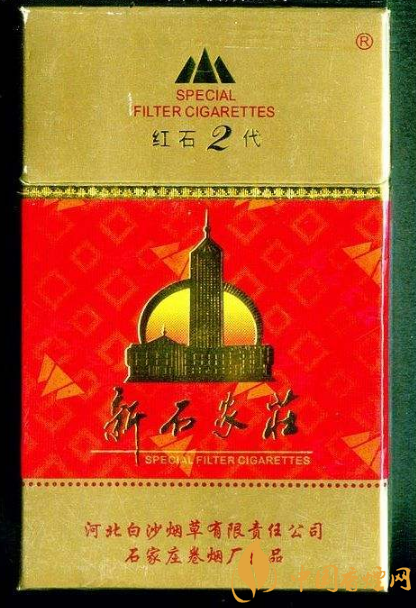 ®
SPECIAL
FILTER CIGARETTES
红石2代
新石家莊
SPECIAL FILTER CIGARETTES
河北白沙烟草有限责任公司
石家庄卷烟厂 品